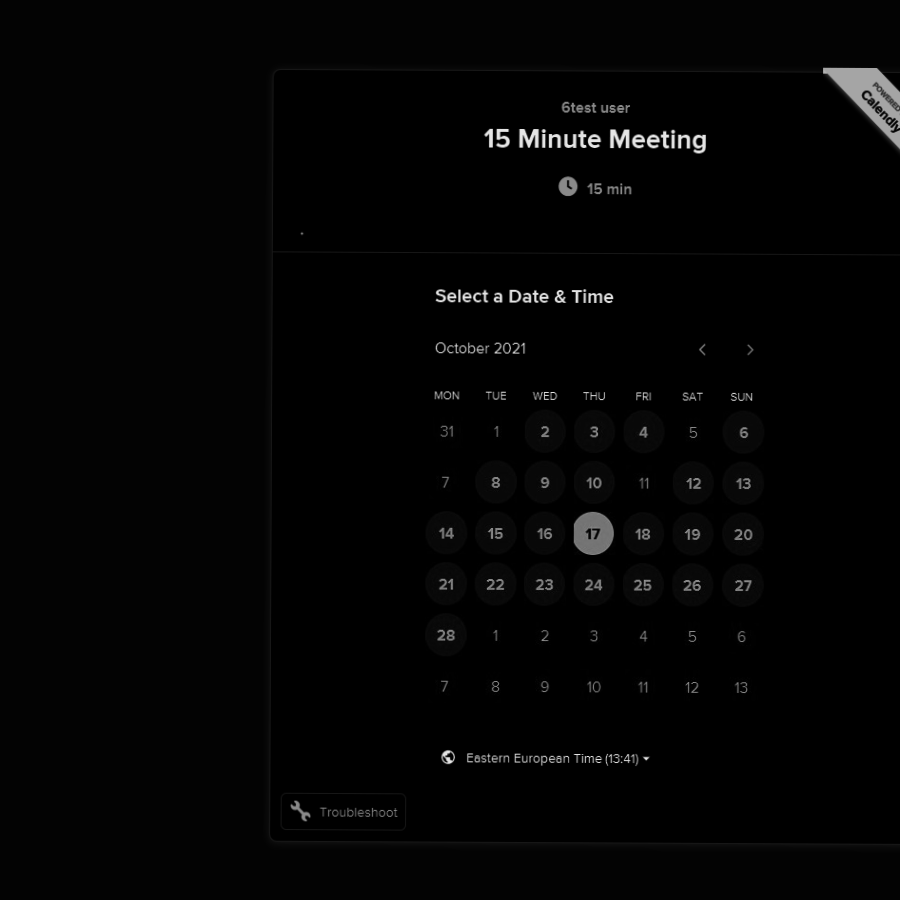 POWERED
Calendly
6test user
15 Minute Meeting
15 min
Select a Date & Time
October 2021
MON TUE WED THU FRI SAT SUN
31 1 2 3 4 5 6
7 8 9 10 11 12 13
14 15 16 17 18 19 20
21 22 23 24 25 26 27
28 1 2 3 4 5 6
7 8 9 10 11 12 13
Eastern European Time (13:41)
Troubleshoot